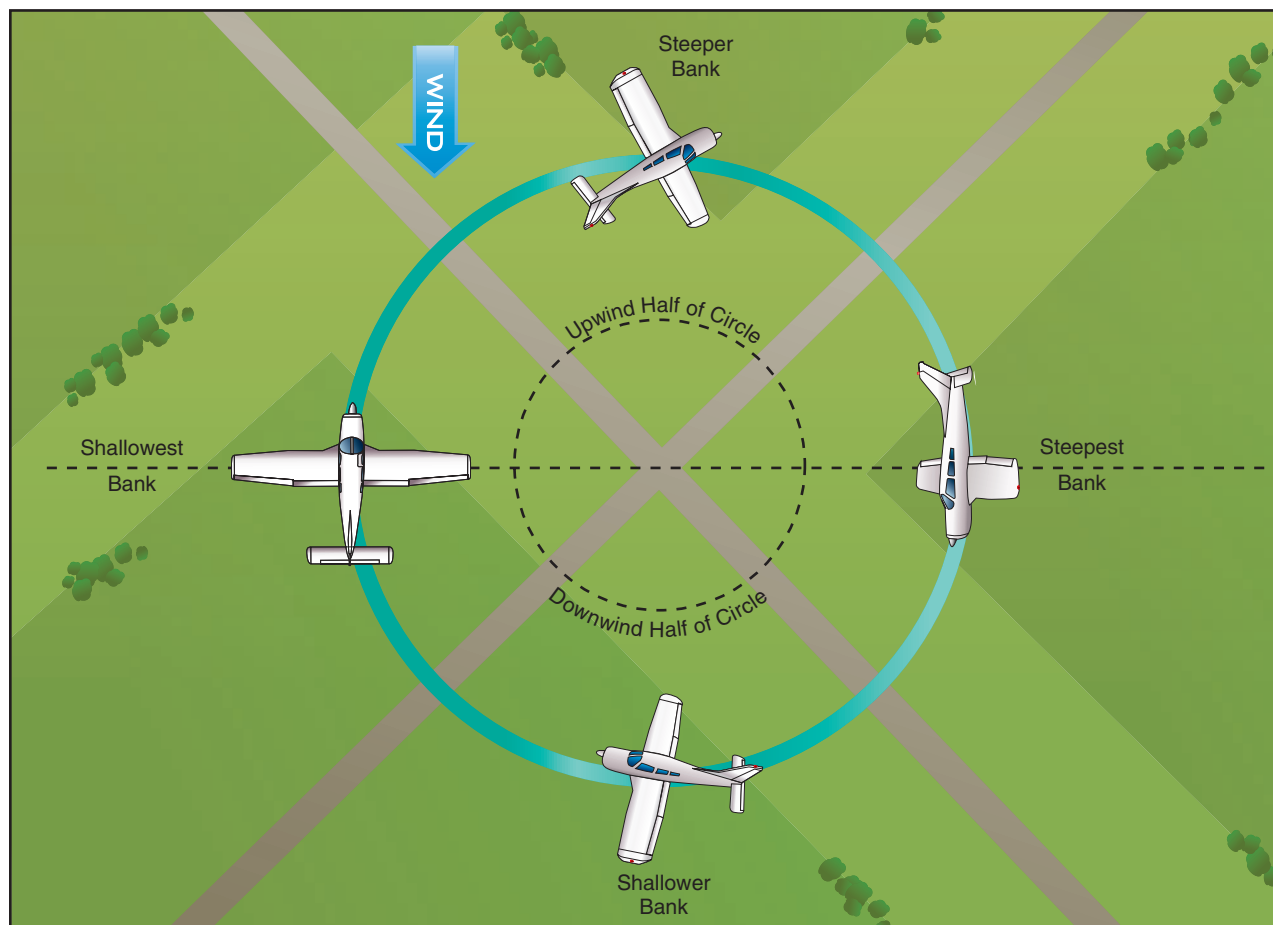 Steeper
Bank
WIND
Upwind Half of Circle
Shallowest
Bank
Steepest
Bank
Downwind Half of Circle
Shallower
Bank